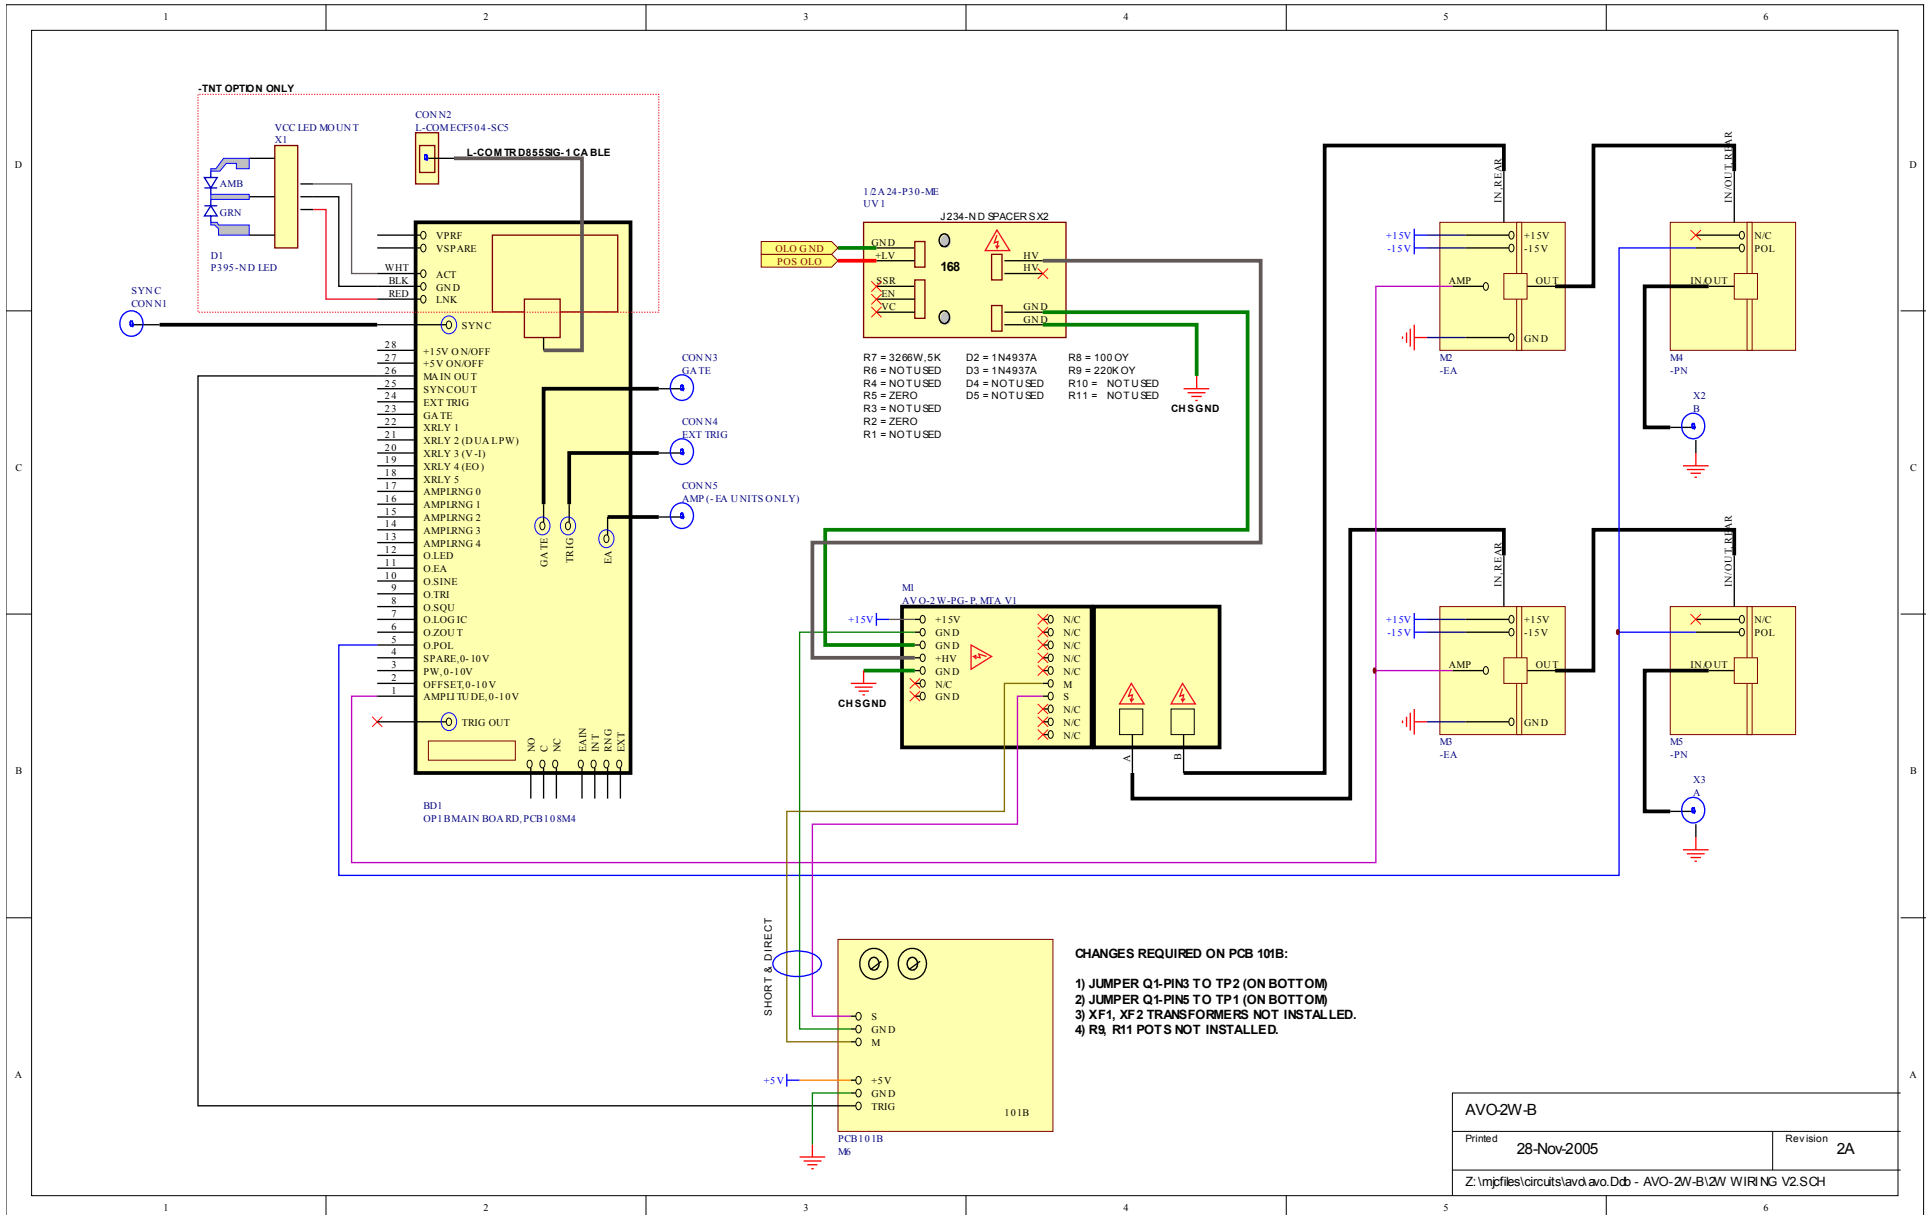 1 2 3 4 5 6
-TNT OPTION ONLY
VCC LED MOUNT
X1
AMB
GRN
D1
P395-ND LED
CONN2
L-COM ECF504-SC5
L-COM TRD855SIG-1 CABLE
SYNC
CONN1
VPRF
VSPARE
WHT ACT
BLK GND
RED LNK
SYNC
28 +15V ON/OFF
27 +5V ON/OFF
26 MAIN OUT
25 SYNC OUT
24 EXT TRIG
23 GATE
22 XRLY 1
21 XRLY 2 (DUAL PW)
20 XRLY 3 (V-I)
19 XRLY 4 (EO)
18 XRLY 5
17 AMPLRNG 0
16 AMPLRNG 1
15 AMPLRNG 2
14 AMPLRNG 3
13 AMPLRNG 4
12 O.LED
11 O.EA
10 O.SINE
9 O.TRI
8 O.SQU
7 O.LOGIC
6 O.ZOUT
5 O.POL
4 SPARE, 0-10V
3 PW, 0-10V
2 OFFSET, 0-10V
1 AMPLITUDE, 0-10V
TRIG OUT
NO C NC EAIN INT RNG EXT
GATE TRIG EA
BD1
OP1B MAIN BOARD, PCB108M4
CONN3
GATE
CONN4
EXT TRIG
CONN5
AMP (-EA UNITS ONLY)
1/2A24-P30-ME
UV1
J234-ND SPACERS X2
OLO GND
POS OLO
GND
+LV
SSR
EN
VC
168
HV
HV
GND
GND
CHSGND
R7 = 3266W, 5K D2 = 1N4937A R8 = 100 OY
R6 = NOT USED D3 = 1N4937A R9 = 220K OY
R4 = NOT USED D4 = NOT USED R10 = NOT USED
R5 = ZERO D5 = NOT USED R11 = NOT USED
R3 = NOT USED
R2 = ZERO
R1 = NOT USED
M1
AVO-2W-PG-P, MTA V1
+15V +15V N/C
GND N/C
GND N/C
+HV N/C
GND N/C
N/C M
GND S
N/C
N/C
N/C
CHSGND
A B
IN, REAR
+15V +15V
-15V -15V
AMP OUT
GND
M2
-EA
IN/OUT, REAR
N/C
POL
IN, OUT
M4
-PN
X2
B
IN, REAR
+15V +15V
-15V -15V
AMP OUT
GND
M3
-EA
IN/OUT, REAR
N/C
POL
IN, OUT
M5
-PN
X3
A
SHORT & DIRECT
S
GND
M
+5V +5V
GND
TRIG
101B
PCB101B
M6
CHANGES REQUIRED ON PCB 101B:
1) JUMPER Q1-PIN3 TO TP2 (ON BOTTOM)
2) JUMPER Q1-PIN5 TO TP1 (ON BOTTOM)
3) XF1, XF2 TRANSFORMERS NOT INSTALLED.
4) R9, R11 POTS NOT INSTALLED.
AVO-2W-B
Printed 28-Nov-2005 Revision 2A
Z:\mjcfiles\circuits\avo\avo.Ddb - AVO-2W-B\2W WIRING V2.SCH
D D
C C
B B
A A
1 2 3 4 5 6